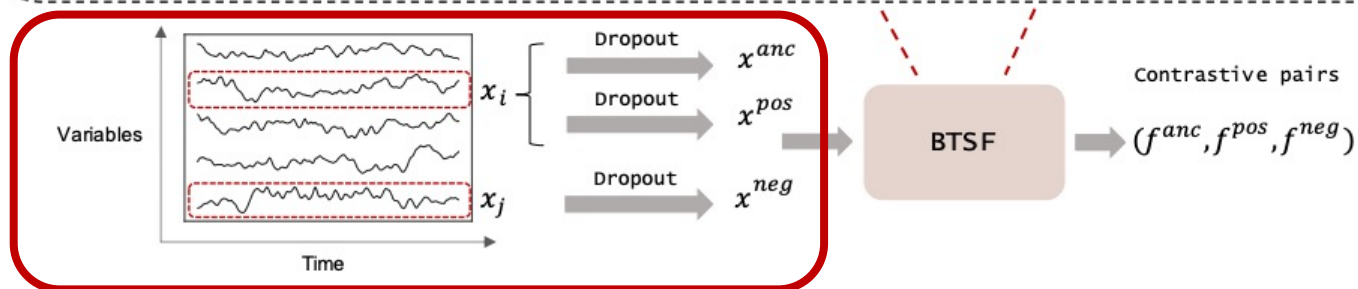 Variables
Time
x_i
x_j
Dropout
x^{anc}
Dropout
x^{pos}
Dropout
x^{neg}
BTSF
Contrastive pairs
(f^{anc}, f^{pos}, f^{neg})